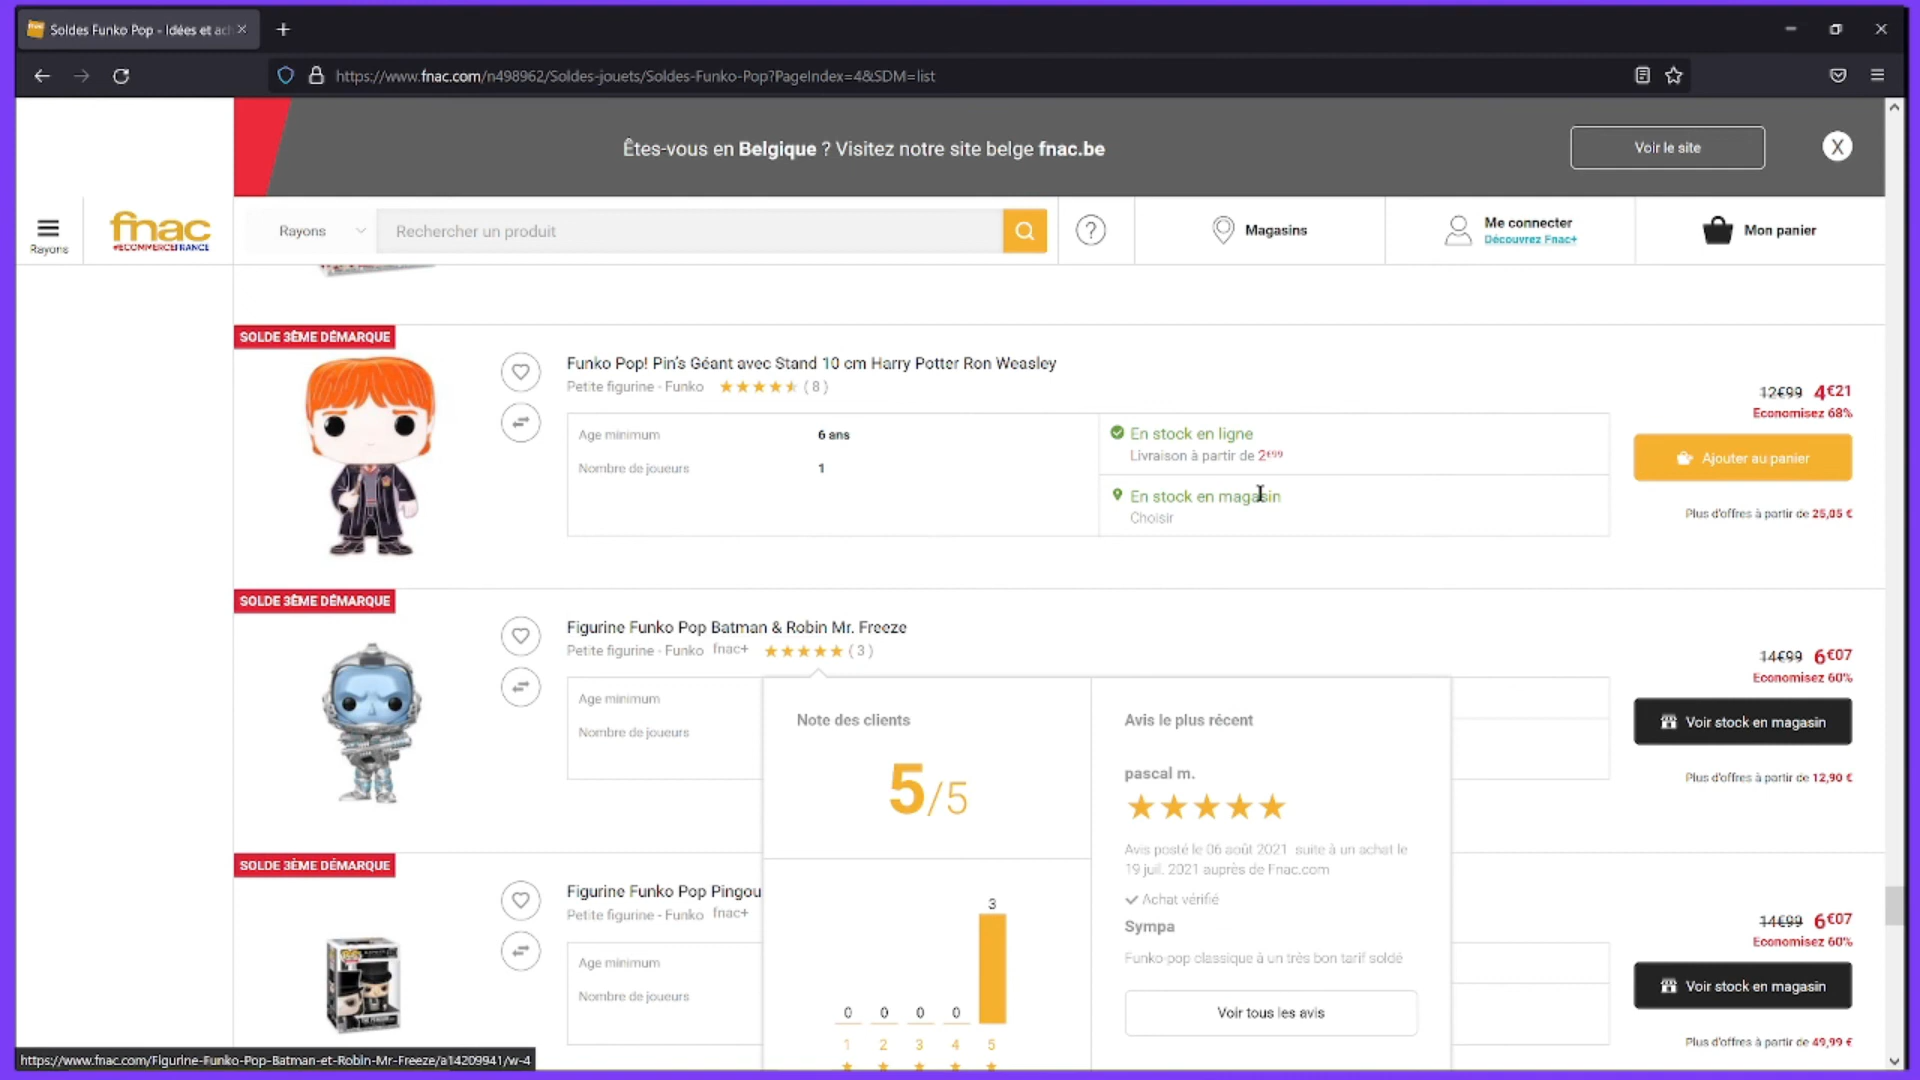 Soldes Funko Pop - Idées et ach
https://www.fnac.com/n498962/Soldes-jouets/Soldes-Funko-Pop?PageIndex=4&SDM=list
Êtes-vous en Belgique ? Visitez notre site belge fnac.be
Voir le site
X
Rayons
fnac
#ECOMMERCEFRANCE
Rayons
Rechercher un produit
?
Magasins
Me connecter
Découvrez Fnac+
Mon panier
SOLDE 3ÈME DÉMARQUE
Funko Pop! Pin's Géant avec Stand 10 cm Harry Potter Ron Weasley
Petite figurine - Funko ★★★★ ( 8 )
Age minimum 6 ans
Nombre de joueurs 1
En stock en ligne
Livraison à partir de 2€99
En stock en magasin
Choisir
12€99 4€21
Economisez 68%
Ajouter au panier
Plus d'offres à partir de 25,05 €
SOLDE 3ÈME DÉMARQUE
Figurine Funko Pop Batman & Robin Mr. Freeze
Petite figurine - Funko fnac+ ★★★★★ ( 3 )
Age minimum
Nombre de joueurs
14€99 6€07
Economisez 60%
Voir stock en magasin
Plus d'offres à partir de 12,90 €
Note des clients
5/5
3
0 0 0 0
1 2 3 4 5
Avis le plus récent
pascal m.
★★★★★
Avis posté le 06 août 2021 suite à un achat le
19 juil. 2021 auprès de Fnac.com
Achat vérifié
Sympa
Funko-pop classique à un très bon tarif soldé
Voir tous les avis
SOLDE 3ÈME DÉMARQUE
Figurine Funko Pop Pingou
Petite figurine - Funko fnac+
Age minimum
Nombre de joueurs
14€99 6€07
Economisez 60%
Voir stock en magasin
Plus d'offres à partir de 49,99 €
https://www.fnac.com/Figurine-Funko-Pop-Batman-et-Robin-Mr-Freeze/a14209941/w-4